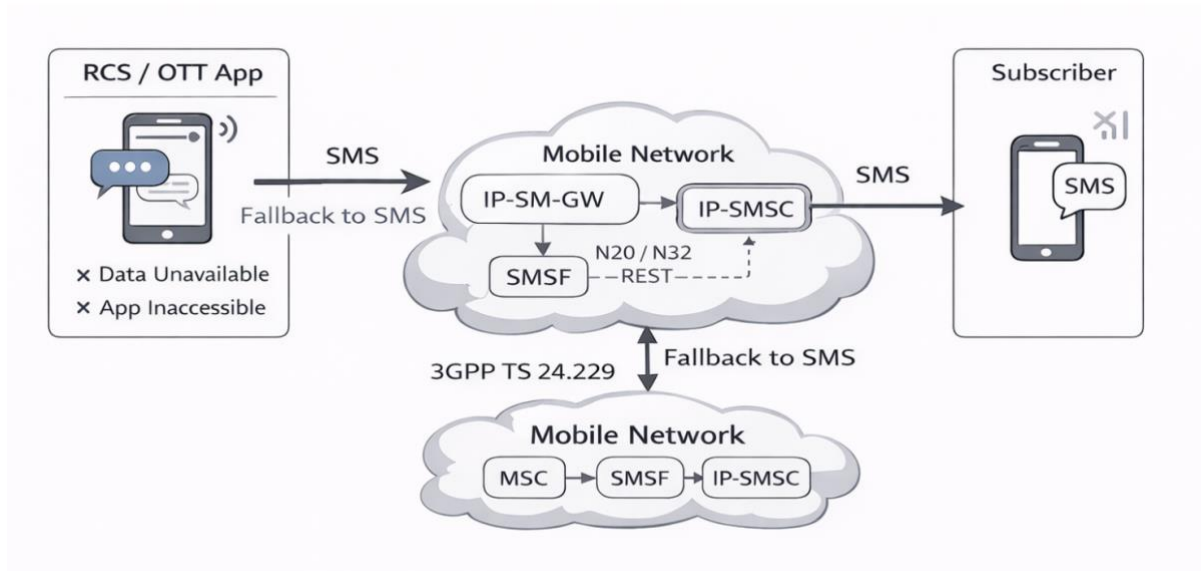 RCS / OTT App
× Data Unavailable
× App Inaccessible
SMS
Fallback to SMS
Mobile Network
IP-SM-GW
IP-SMSC
N20 / N32
SMSF
REST
SMS
Subscriber
SMS
3GPP TS 24.229
Fallback to SMS
Mobile Network
MSC
SMSF
IP-SMSC